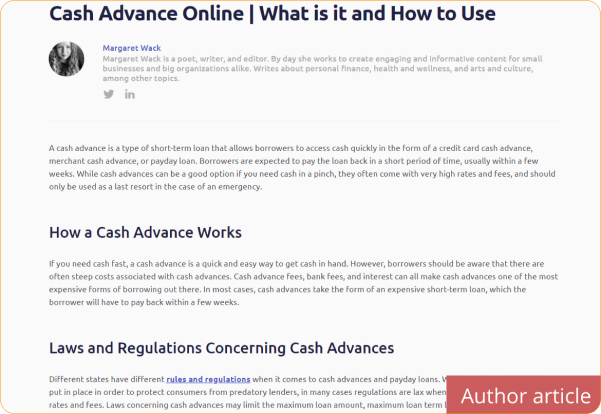 Cash Advance Online | What is it and How to Use
Margaret Wack
Margaret Wack is a poet, writer, and editor. By day she works to create engaging and informative content for small
businesses and big organizations alike. Writes about personal finance, health and wellness, and arts and culture,
among other topics.
in
A cash advance is a type of short-term loan that allows borrowers to access cash quickly in the form of a credit card cash advance,
merchant cash advance, or payday loan. Borrowers are expected to pay the loan back in a short period of time, usually within a few
weeks. While cash advances can be a good option if you need cash in a pinch, they often come with very high rates and fees, and should
only be used as a last resort in the case of an emergency.
How a Cash Advance Works
If you need cash fast, a cash advance is a quick and easy way to get cash in hand. However, borrowers should be aware that there are
often steep costs associated with cash advances. Cash advance fees, bank fees, and interest can all make cash advances one of the most
expensive forms of borrowing out there. In most cases, cash advances take the form of an expensive short-term loan, which the
borrower will have to pay back within a few weeks.
Laws and Regulations Concerning Cash Advances
Different states have different rules and regulations when it comes to cash advances and payday loans. W
put in place in order to protect consumers from predatory lenders, in many cases regulations are lax when
rates and fees. Laws concerning cash advances may limit the maximum loan amount, maximum loan term l
Author article